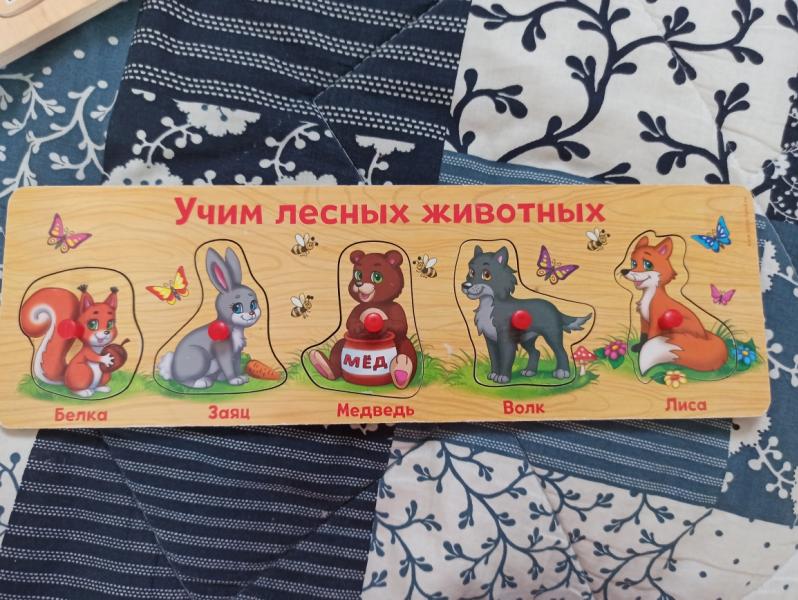 Учим лесных животных
МЁД
Белка Заяц Медведь Волк Лиса